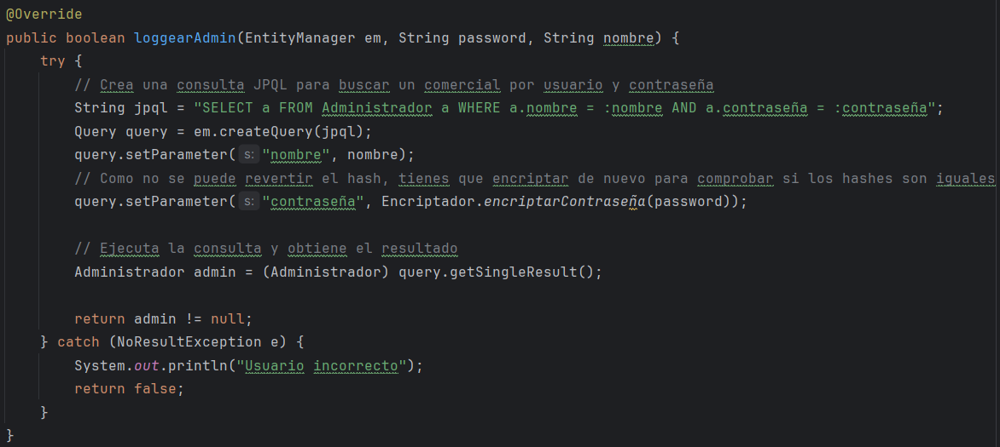 @Override
public boolean loggearAdmin(EntityManager em, String password, String nombre) {
try {
// Crea una consulta JPQL para buscar un comercial por usuario y contraseña
String jpql = "SELECT a FROM Administrador a WHERE a.nombre = :nombre AND a.contraseña = :contraseña";
Query query = em.createQuery(jpql);
query.setParameter( s: "nombre", nombre);
// Como no se puede revertir el hash, tienes que encriptar de nuevo para comprobar si los hashes son iguales
query.setParameter( s: "contraseña", Encriptador.encriptarContraseña(password));
// Ejecuta la consulta y obtiene el resultado
Administrador admin = (Administrador) query.getSingleResult();
return admin != null;
} catch (NoResultException e) {
System.out.println("Usuario incorrecto");
return false;
}
}